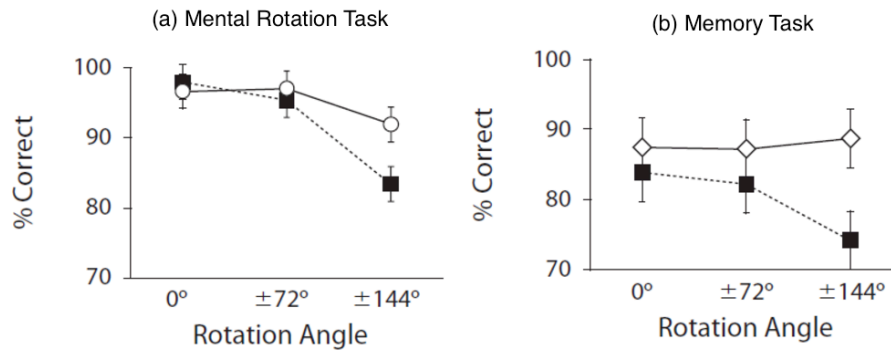 (a) Mental Rotation Task
100
90
80
70
% Correct
0º
±72º
±144º
Rotation Angle
(b) Memory Task
100
90
80
70
% Correct
0º
±72º
±144º
Rotation Angle